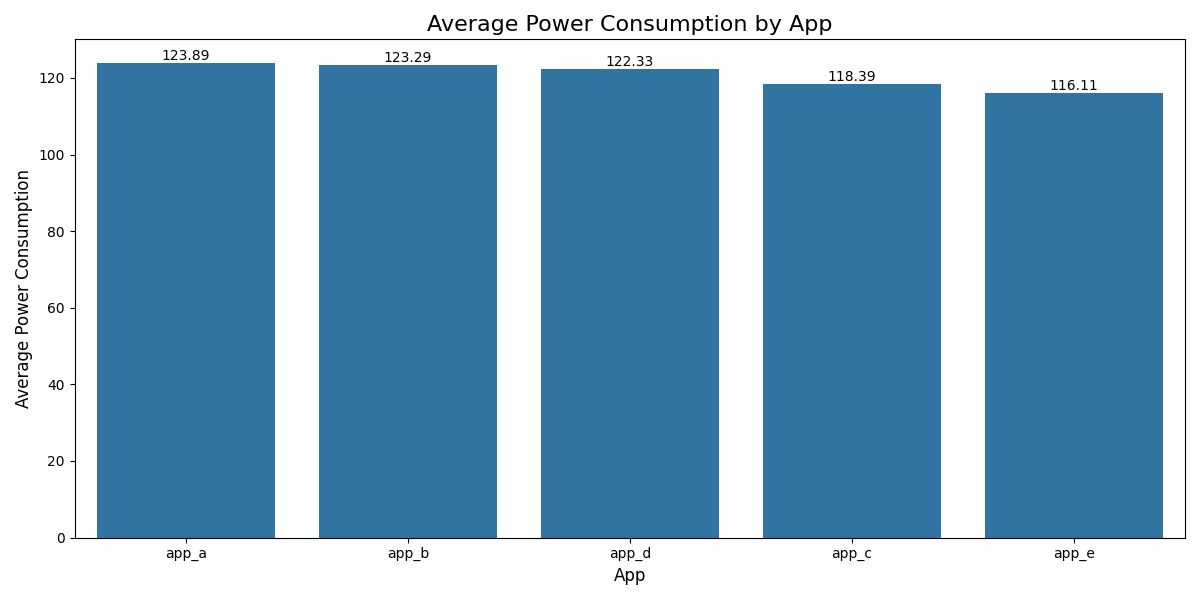 Average Power Consumption by App
123.89
123.29
122.33
118.39
116.11
Average Power Consumption
120
100
80
60
40
20
0
app_a
app_b
app_d
app_c
app_e
App